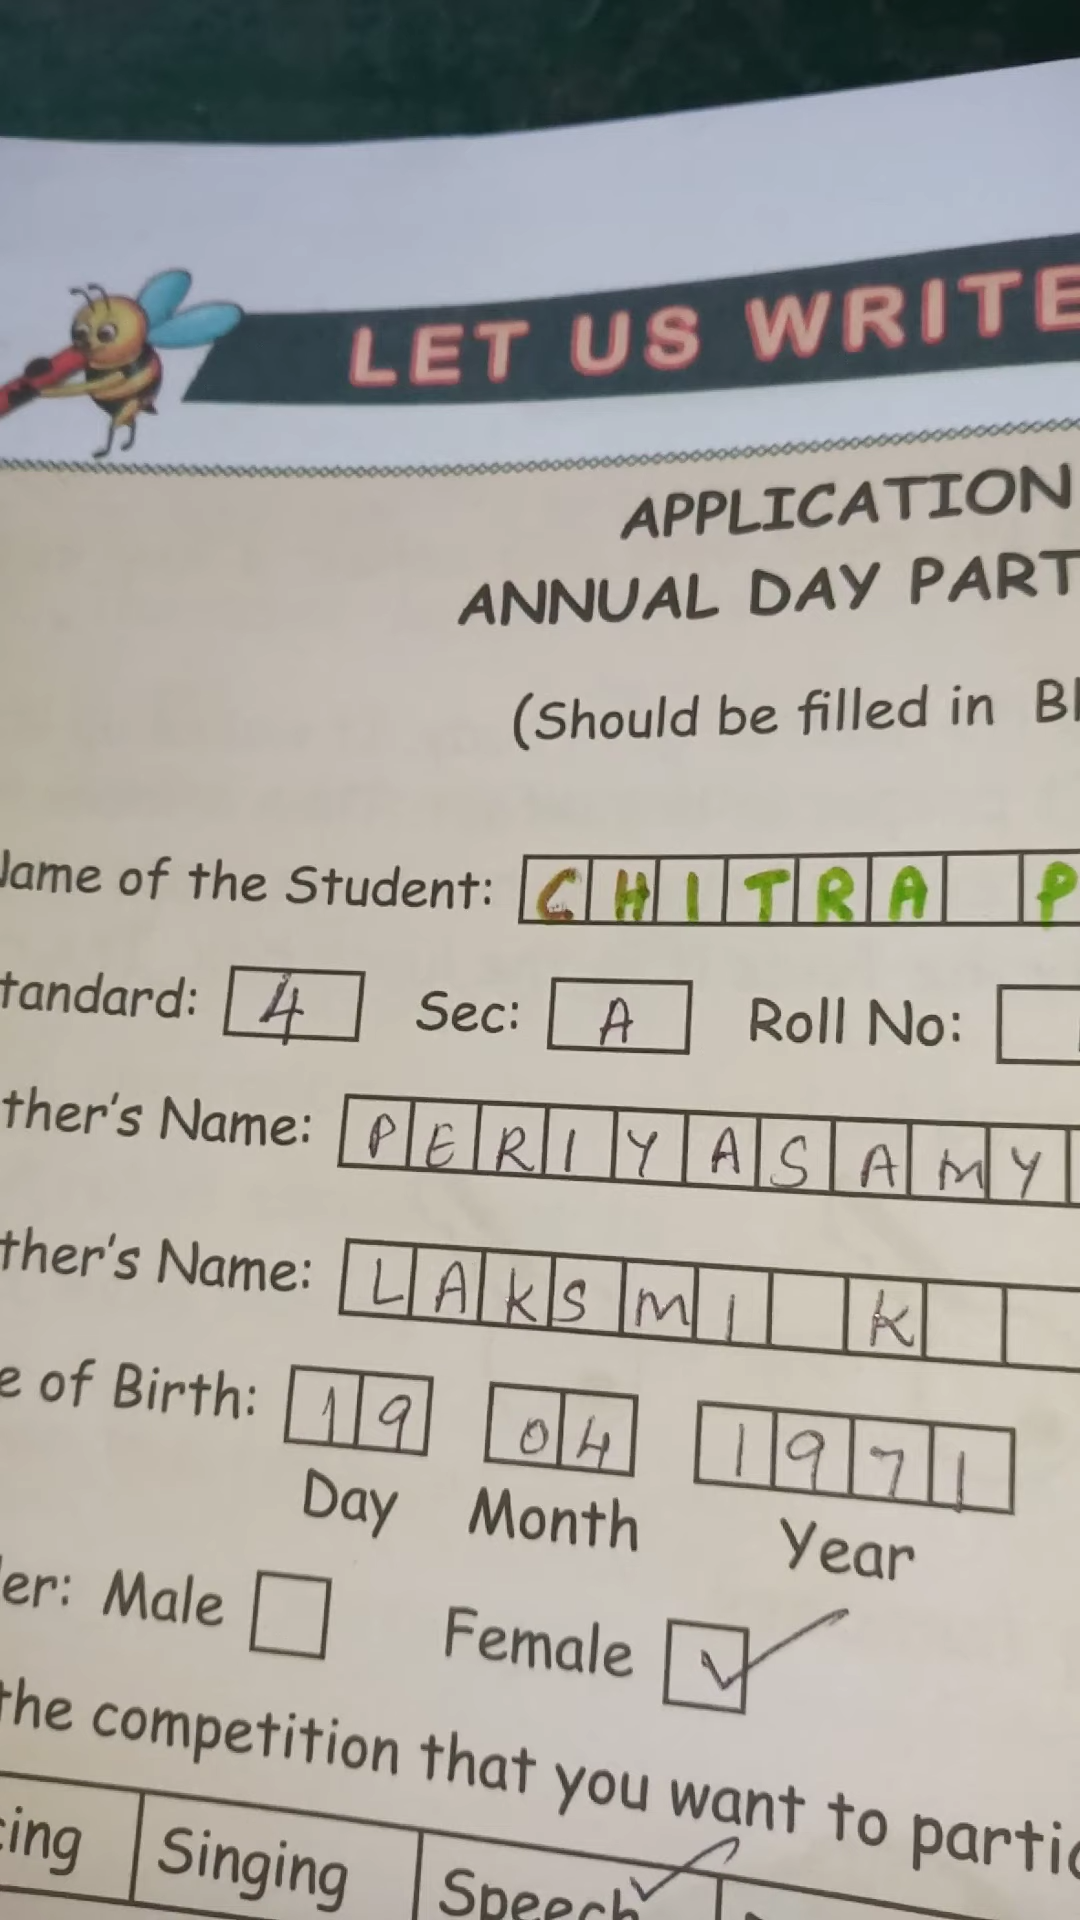 LET US WRITE
APPLICATION
ANNUAL DAY PART
(Should be filled in Bl
ame of the Student: CHITRA P
tandard: 4 Sec: A Roll No:
ther's Name: PERIYASAMY
ther's Name: LAKSMI K
e of Birth: 19 04 1971
Day Month Year
er: Male Female ✓
the competition that you want to partic
cing Singing Speech ✓